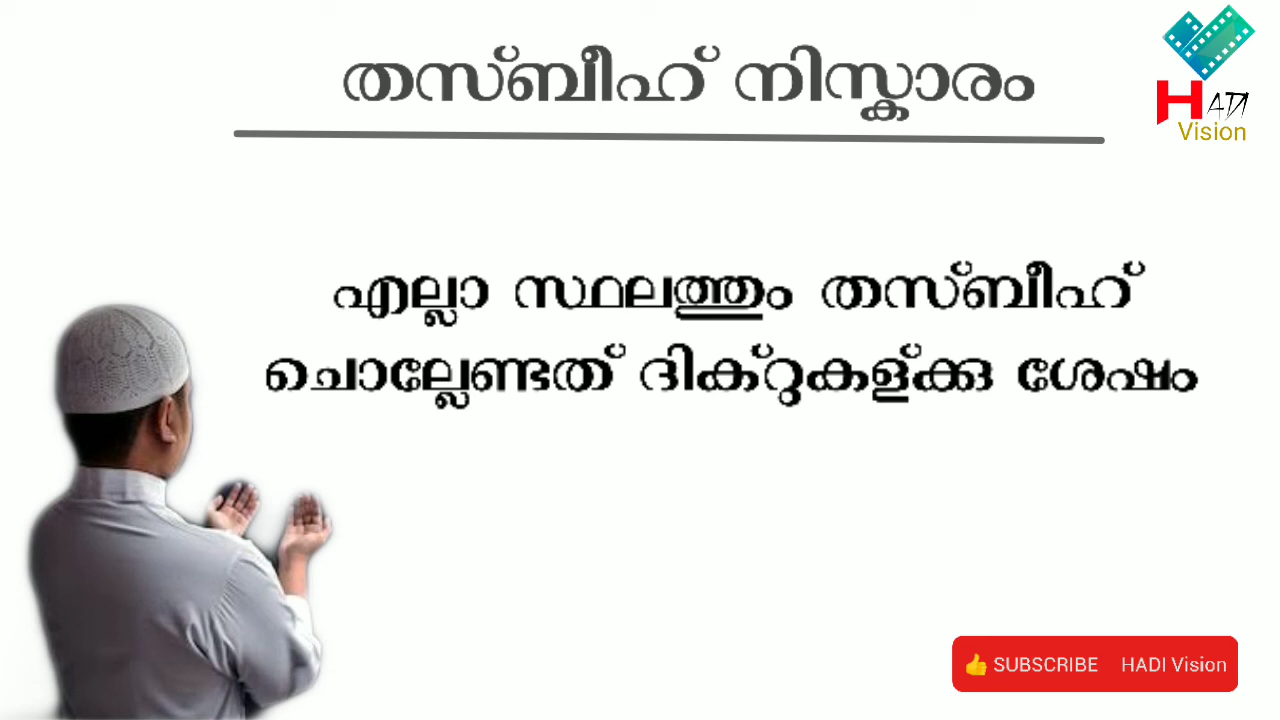 തസ്ബീഹ് നിസ്കാരം
HADI
Vision
എല്ലാ സ്ഥലത്തും തസ്ബീഹ്
ചൊല്ലേണ്ടത് ദിക്റ്റുകള്ക്കു ശേഷം
👍 SUBSCRIBE HADI Vision